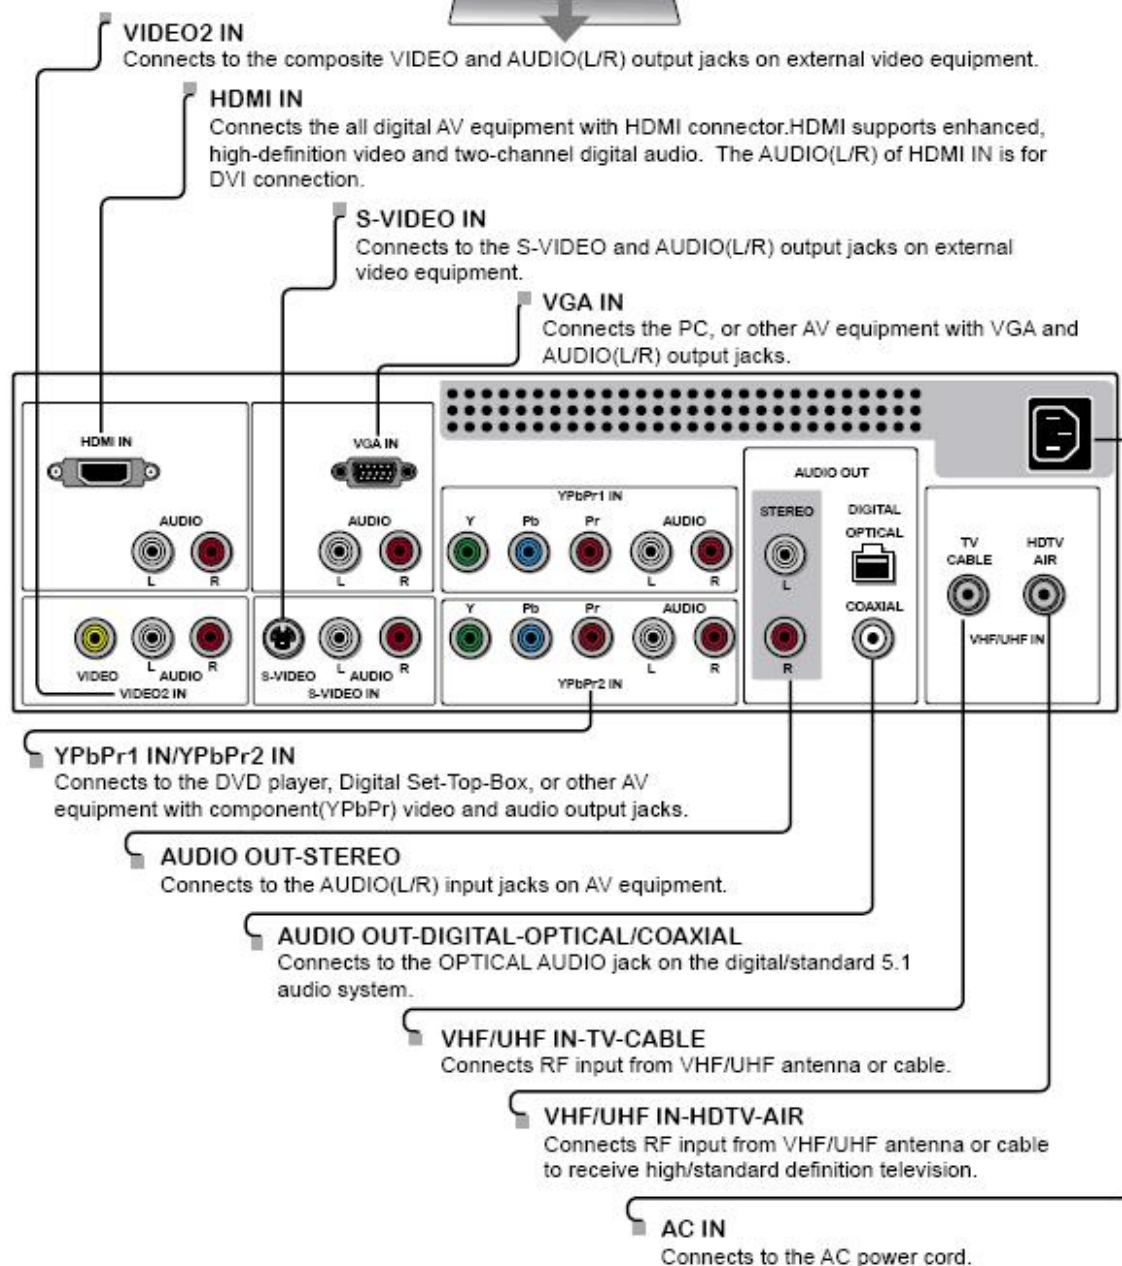 VIDEO2 IN
Connects to the composite VIDEO and AUDIO(L/R) output jacks on external video equipment.
HDMI IN
Connects the all digital AV equipment with HDMI connector.HDMI supports enhanced,
high-definition video and two-channel digital audio. The AUDIO(L/R) of HDMI IN is for
DVI connection.
S-VIDEO IN
Connects to the S-VIDEO and AUDIO(L/R) output jacks on external
video equipment.
VGA IN
Connects the PC, or other AV equipment with VGA and
AUDIO(L/R) output jacks.
HDMI IN
AUDIO
L R
VGA IN
AUDIO
L R
YPbPr1 IN
Y Pb Pr AUDIO
L R
AUDIO OUT
STEREO
L
R
DIGITAL
OPTICAL
COAXIAL
TV
CABLE
HDTV
AIR
VHF/UHF IN
VIDEO L AUDIO R
VIDEO2 IN
S-VIDEO L AUDIO R
S-VIDEO IN
Y Pb Pr AUDIO
L R
YPbPr2 IN
YPbPr1 IN/YPbPr2 IN
Connects to the DVD player, Digital Set-Top-Box, or other AV
equipment with component(YPbPr) video and audio output jacks.
AUDIO OUT-STEREO
Connects to the AUDIO(L/R) input jacks on AV equipment.
AUDIO OUT-DIGITAL-OPTICAL/COAXIAL
Connects to the OPTICAL AUDIO jack on the digital/standard 5.1
audio system.
VHF/UHF IN-TV-CABLE
Connects RF input from VHF/UHF antenna or cable.
VHF/UHF IN-HDTV-AIR
Connects RF input from VHF/UHF antenna or cable
to receive high/standard definition television.
AC IN
Connects to the AC power cord.